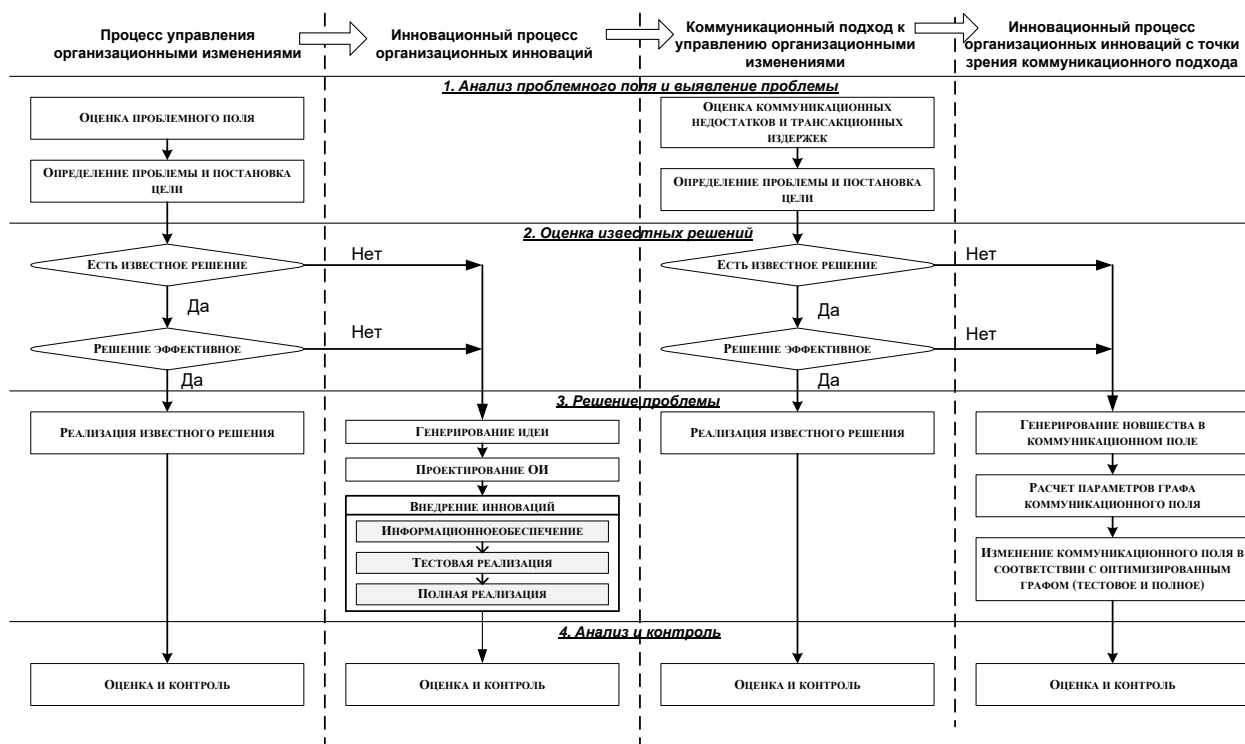 Процесс управления
организационными изменениями
Инновационный процесс
организационных инноваций
Коммуникационный подход к
управлению организационными
изменениями
Инновационный процесс
организационных инноваций с точки
зрения коммуникационного подхода
1. Анализ проблемного поля и выявление проблемы
Оценка проблемного поля
Определение проблемы и постановка
цели
Оценка коммуникационных
недостатков и трансакционных
издержек
Определение проблемы и постановка
цели
2. Оценка известных решений
Есть известное решение
Нет
Да
Решение эффективное
Нет
Да
Есть известное решение
Нет
Да
Решение эффективное
Нет
Да
3. Решение проблемы
Реализация известного решения
Генерирование идеи
Проектирование ОИ
Внедрение инноваций
Информационноеобеспечение
Тестовая реализация
Полная реализация
Реализация известного решения
Генерирование новшества в
коммуникационном поле
Расчет параметров графа
коммуникационного поля
Изменение коммуникационного поля в
соответствии с оптимизированным
графом (тестовое и полное)
4. Анализ и контроль
Оценка и контроль
Оценка и контроль
Оценка и контроль
Оценка и контроль